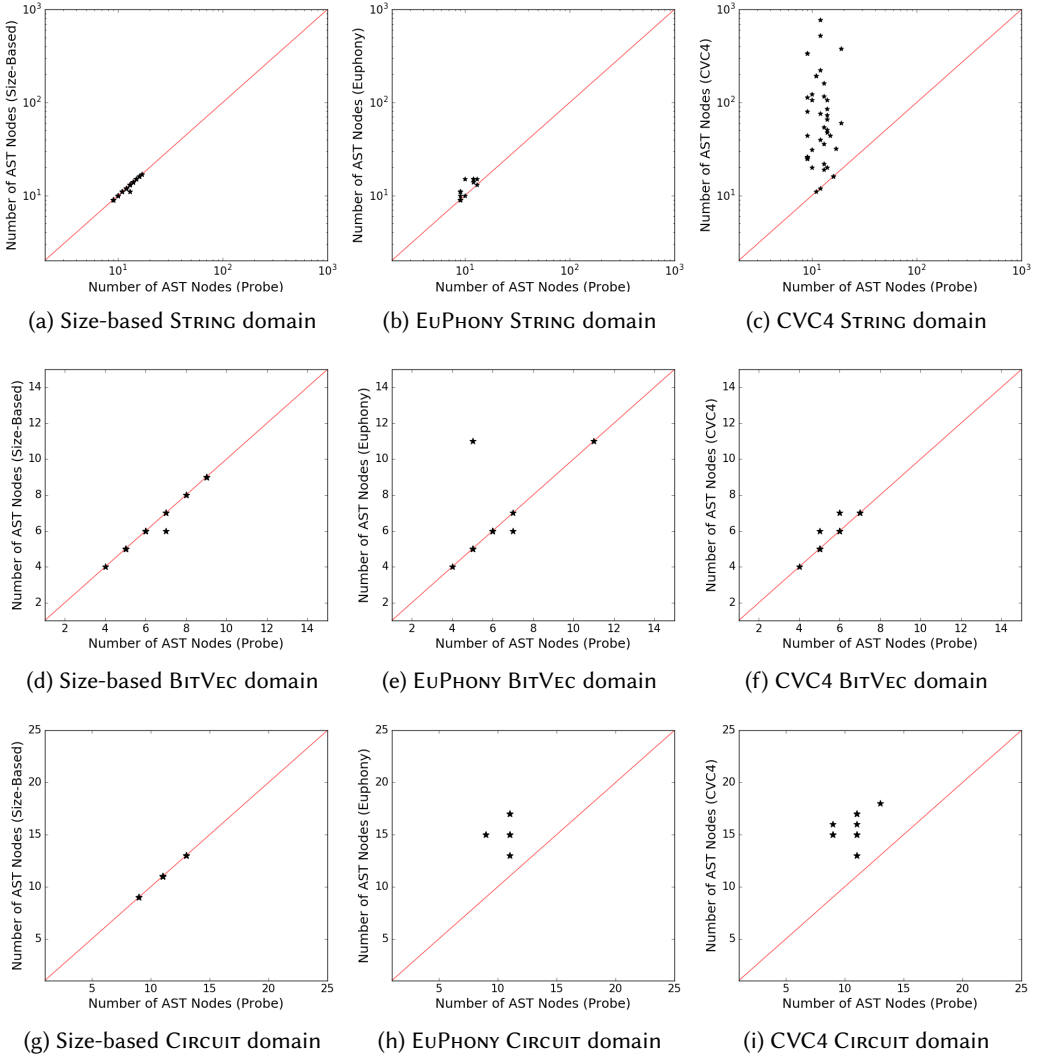 10³
10²
10¹
10¹ 10² 10³
Number of AST Nodes (Size-Based)
Number of AST Nodes (Probe)
(a) Size-based String domain
10³
10²
10¹
10¹ 10² 10³
Number of AST Nodes (Euphony)
Number of AST Nodes (Probe)
(b) EuPhony String domain
10³
10²
10¹
10¹ 10² 10³
Number of AST Nodes (CVC4)
Number of AST Nodes (Probe)
(c) CVC4 String domain
14
12
10
8
6
4
2
2 4 6 8 10 12 14
Number of AST Nodes (Size-Based)
Number of AST Nodes (Probe)
(d) Size-based BitVec domain
14
12
10
8
6
4
2
2 4 6 8 10 12 14
Number of AST Nodes (Euphony)
Number of AST Nodes (Probe)
(e) EuPhony BitVec domain
14
12
10
8
6
4
2
2 4 6 8 10 12 14
Number of AST Nodes (CVC4)
Number of AST Nodes (Probe)
(f) CVC4 BitVec domain
25
20
15
10
5
5 10 15 20 25
Number of AST Nodes (Size-Based)
Number of AST Nodes (Probe)
(g) Size-based Circuit domain
25
20
15
10
5
5 10 15 20 25
Number of AST Nodes (Euphony)
Number of AST Nodes (Probe)
(h) EuPhony Circuit domain
25
20
15
10
5
5 10 15 20 25
Number of AST Nodes (CVC4)
Number of AST Nodes (Probe)
(i) CVC4 Circuit domain